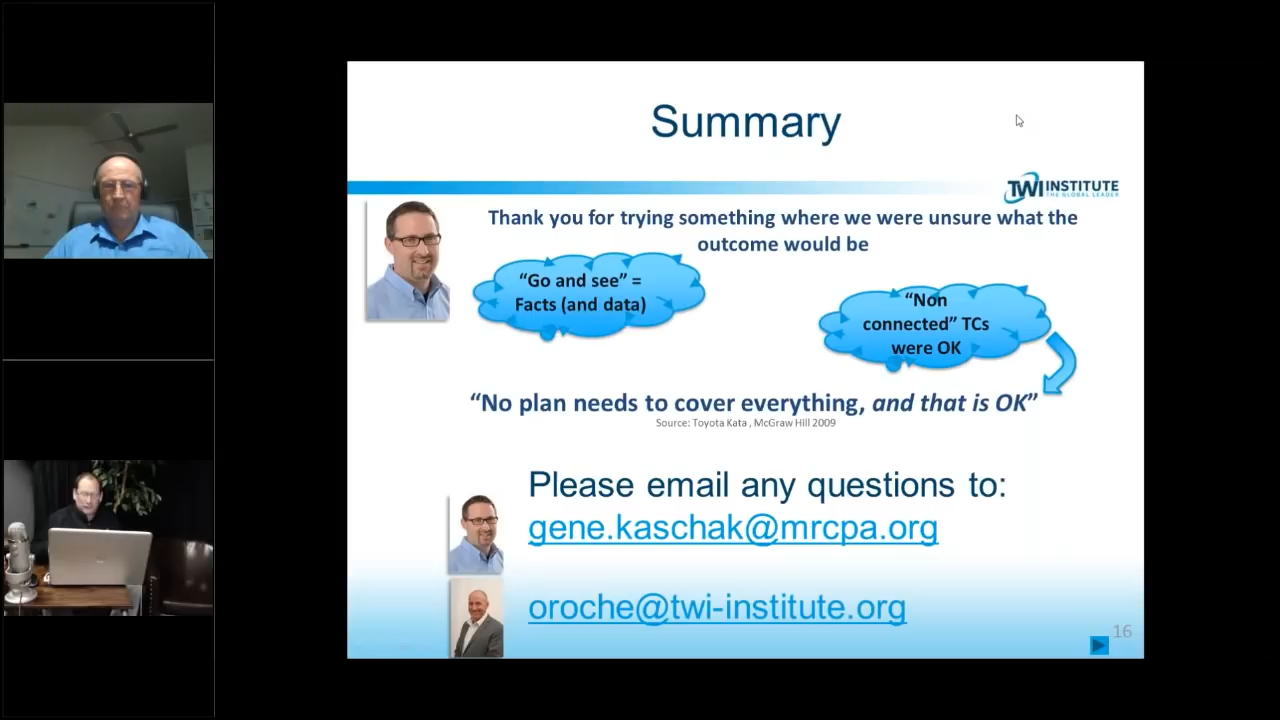 Summary
TWI INSTITUTE
THE GLOBAL LEADER
Thank you for trying something where we were unsure what the
outcome would be
“Go and see” =
Facts (and data)
“Non
connected” TCs
were OK
“No plan needs to cover everything, and that is OK”
Source: Toyota Kata , McGraw Hill 2009
Please email any questions to:
gene.kaschak@mrcpa.org
oroche@twi-institute.org
16